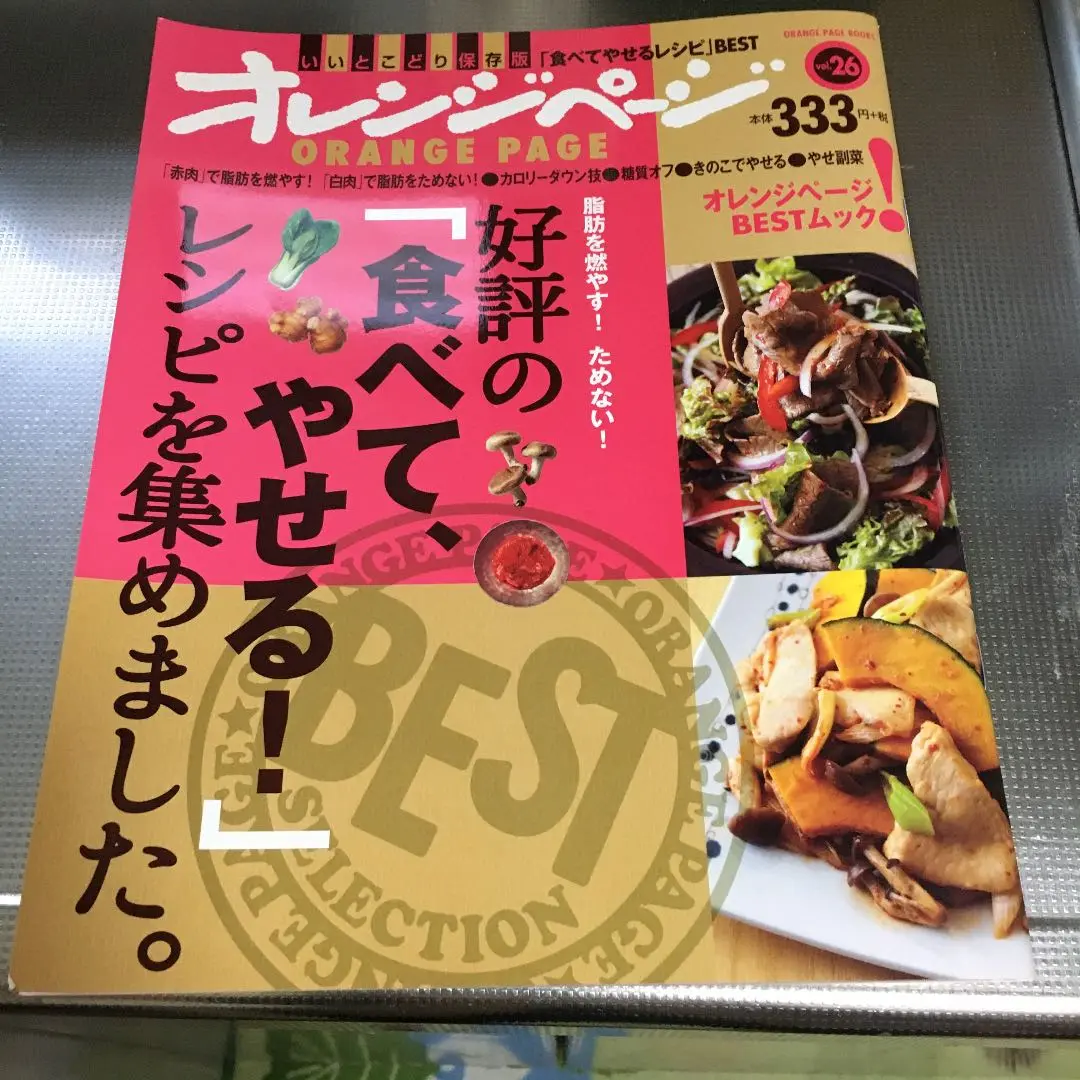 いいとこどり保存版「食べてやせるレシピ」BEST
ORANGE PAGE BOOKS
vol.26
オレンジページ
ORANGE PAGE
本体333円+税
「赤肉」で脂肪を燃やす!「白肉」で脂肪をためない!●カロリーダウン技●糖質オフ●きのこでやせる●やせ副菜
オレンジページ
BESTムック!
脂肪を燃やす! ためない!
好評の
「食べて、
やせる!」
レシピを集めました。
BEST
SELECTION
ORANGE PAGE★ORANGE PAGE★ORANGE PAGE★